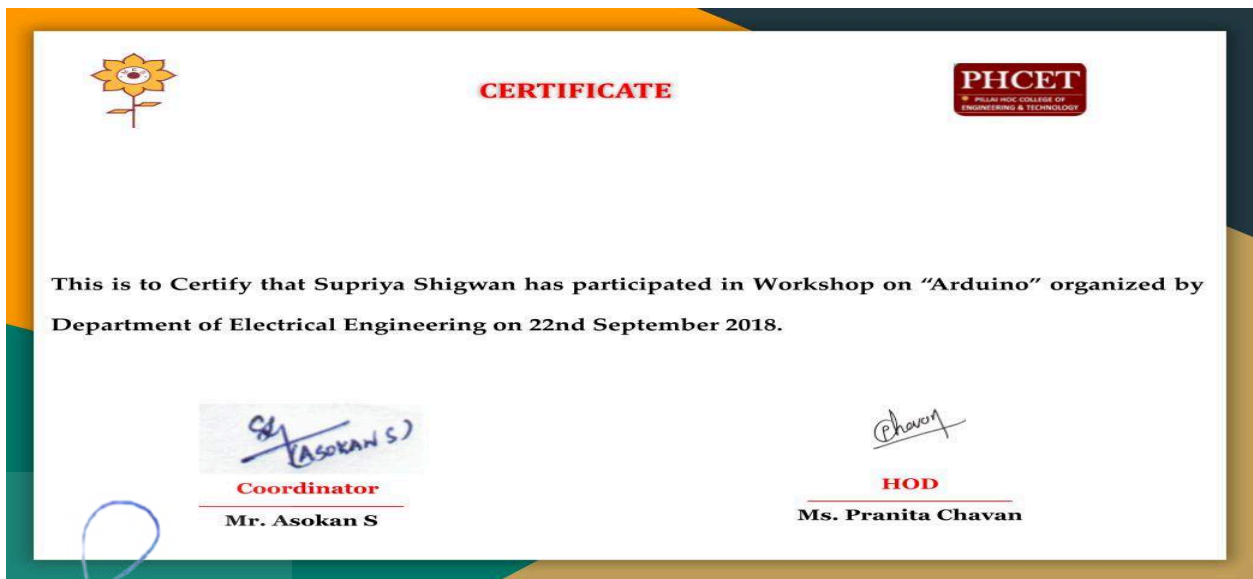 CERTIFICATE
PHCET
PILLAI HOC COLLEGE OF
ENGINEERING & TECHNOLOGY
This is to Certify that Supriya Shigwan has participated in Workshop on “Arduino” organized by
Department of Electrical Engineering on 22nd September 2018.
(ASOKAN S)
Chavan
Coordinator
HOD
Mr. Asokan S
Ms. Pranita Chavan